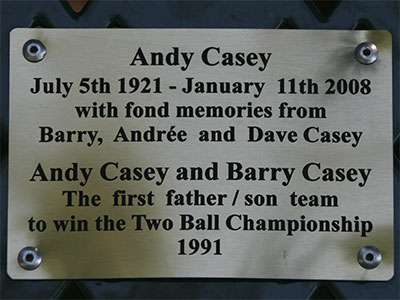 Andy Casey
July 5th 1921 - January 11th 2008
with fond memories from
Barry, Andrée and Dave Casey
Andy Casey and Barry Casey
The first father / son team
to win the Two Ball Championship
1991